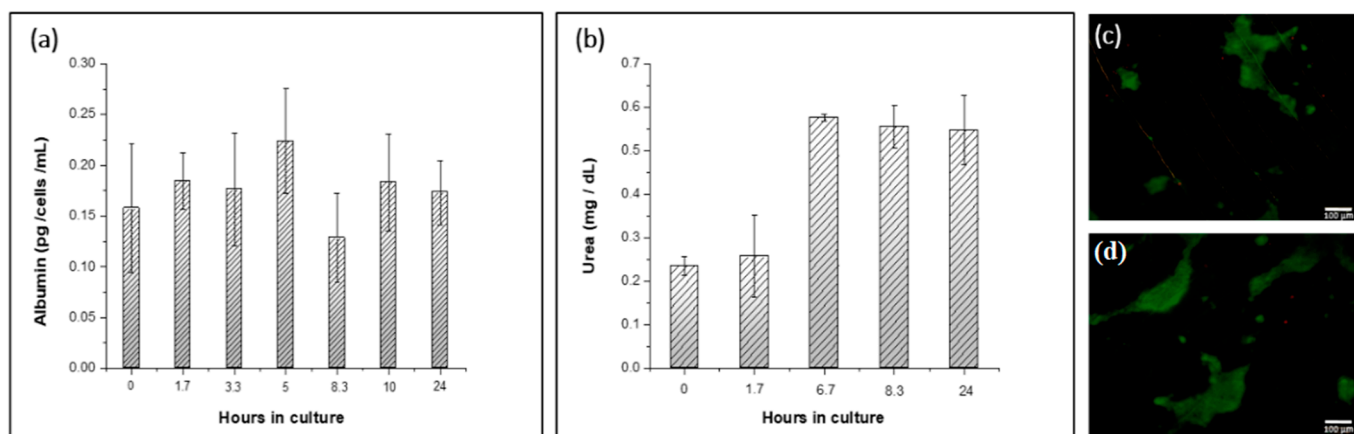 (a)
0.30
0.25
0.20
0.15
0.10
0.05
0.00
Albumin (pg /cells /mL)
0 1.7 3.3 5 8.3 10 24
Hours in culture
(b)
0.7
0.6
0.5
0.4
0.3
0.2
0.1
0.0
Urea (mg / dL)
0 1.7 6.7 8.3 24
Hours in culture
(c)
100 µm
(d)
100 µm